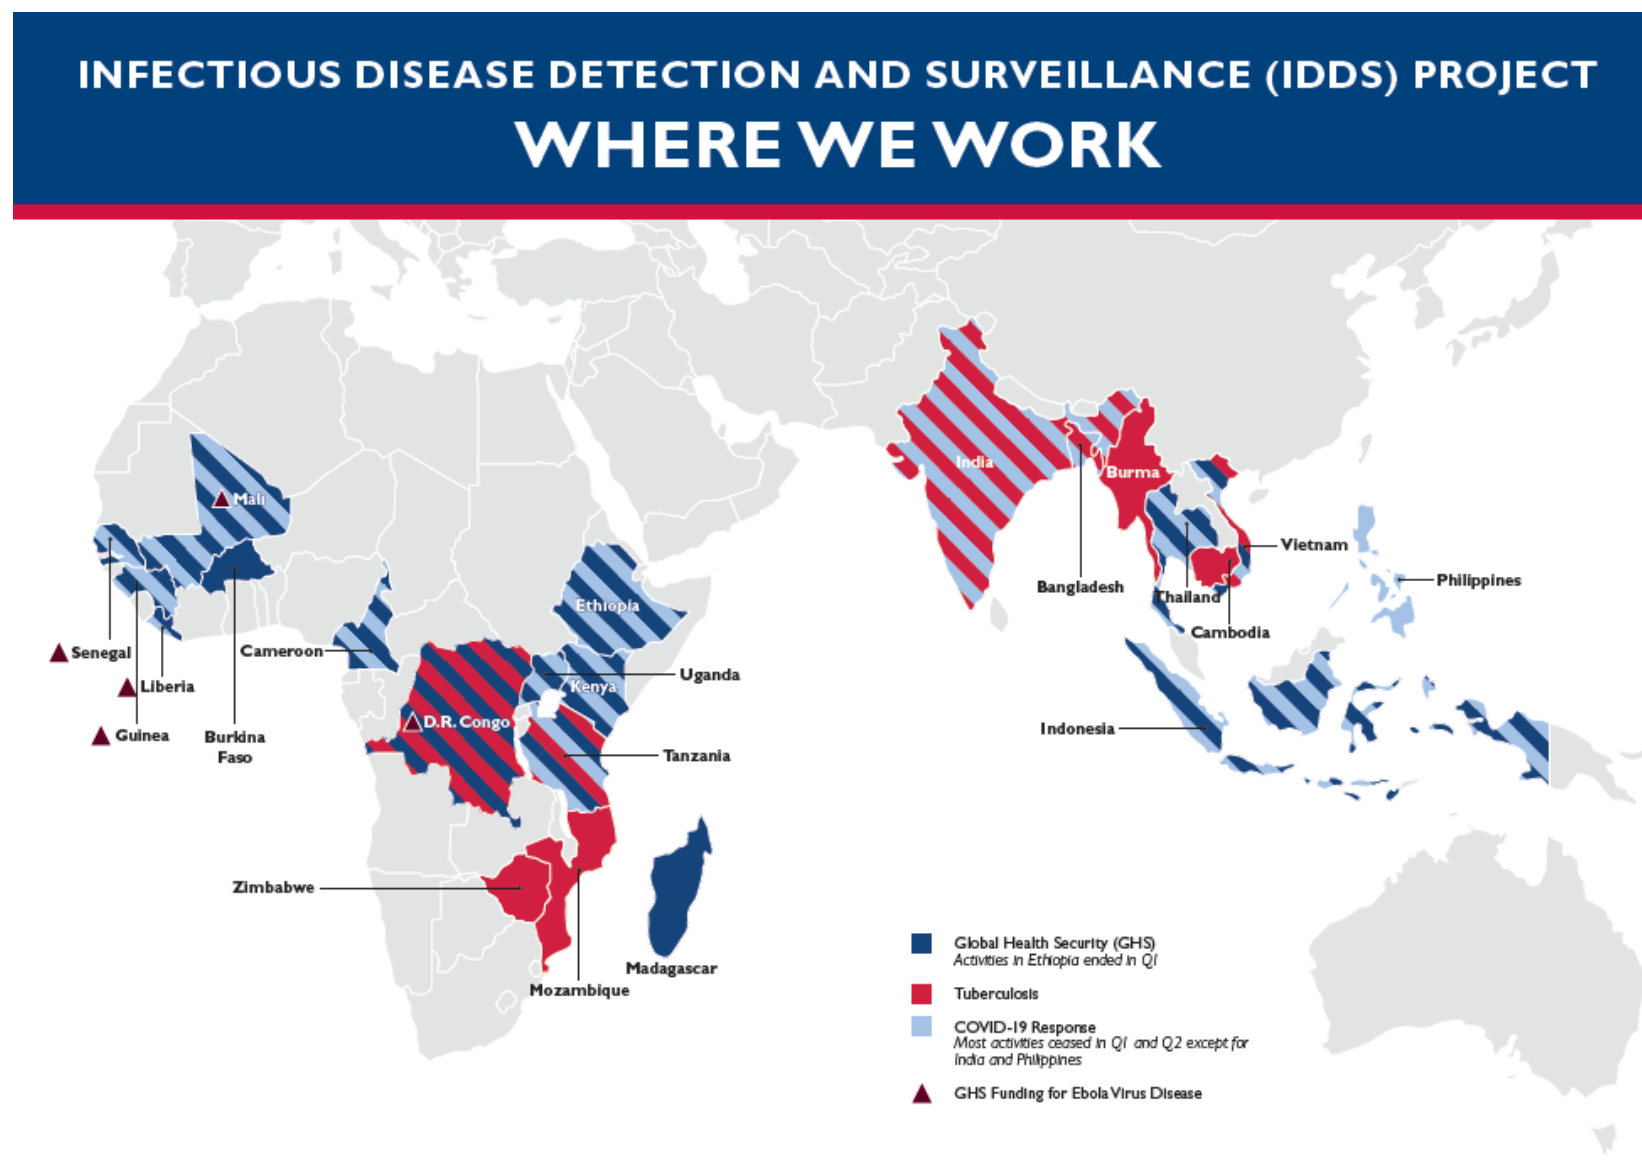 INFECTIOUS DISEASE DETECTION AND SURVEILLANCE (IDDS) PROJECT
WHERE WE WORK
Mali
Senegal
Liberia
Guinea
Burkina
Faso
Cameroon
Ethiopia
Uganda
Kenya
D.R. Congo
Tanzania
Zimbabwe
Mozambique
Madagascar
India
Burma
Bangladesh
Thailand
Vietnam
Cambodia
Philippines
Indonesia
Global Health Security (GHS)
Activities in Ethiopia ended in Q1
Tuberculosis
COVID-19 Response
Most activities ceased in Q1 and Q2 except for
India and Philippines
GHS Funding for Ebola Virus Disease